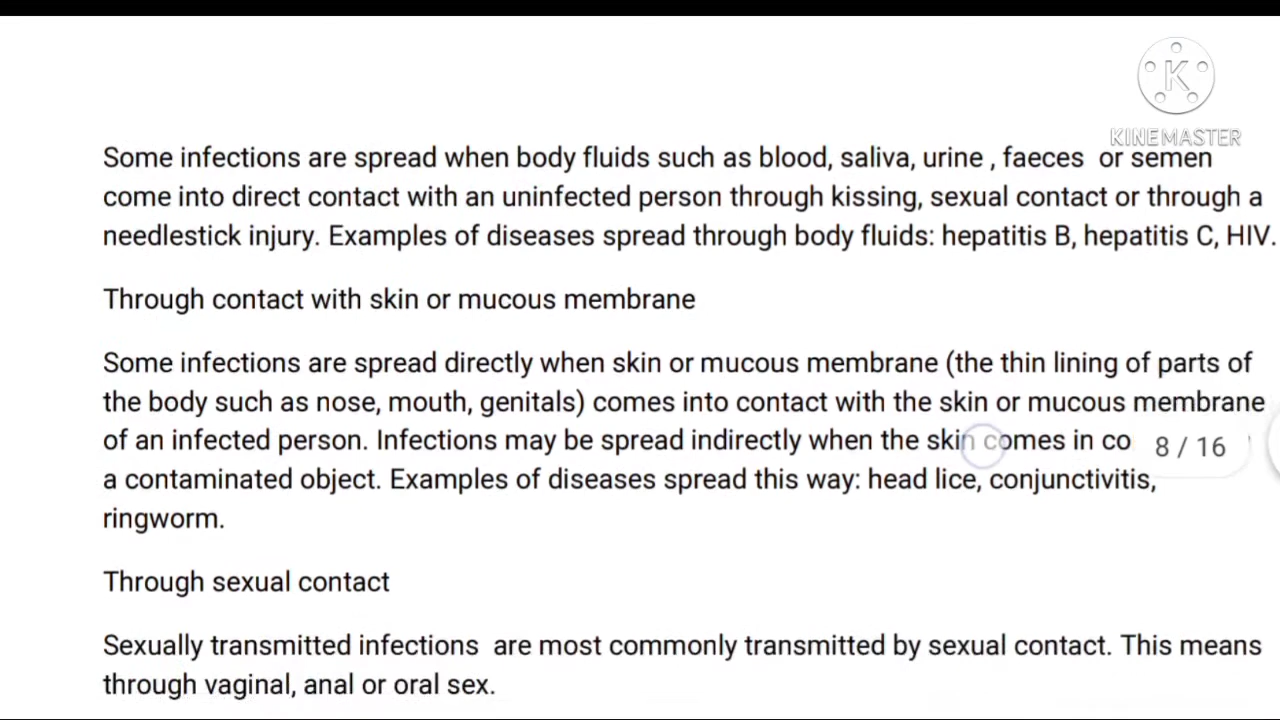 KINEMASTER
Some infections are spread when body fluids such as blood, saliva, urine , faeces  or semen
come into direct contact with an uninfected person through kissing, sexual contact or through a
needlestick injury. Examples of diseases spread through body fluids: hepatitis B, hepatitis C, HIV.
Through contact with skin or mucous membrane
Some infections are spread directly when skin or mucous membrane (the thin lining of parts of
the body such as nose, mouth, genitals) comes into contact with the skin or mucous membrane
of an infected person. Infections may be spread indirectly when the skin comes in co
8 / 16
a contaminated object. Examples of diseases spread this way: head lice, conjunctivitis,
ringworm.
Through sexual contact
Sexually transmitted infections  are most commonly transmitted by sexual contact. This means
through vaginal, anal or oral sex.